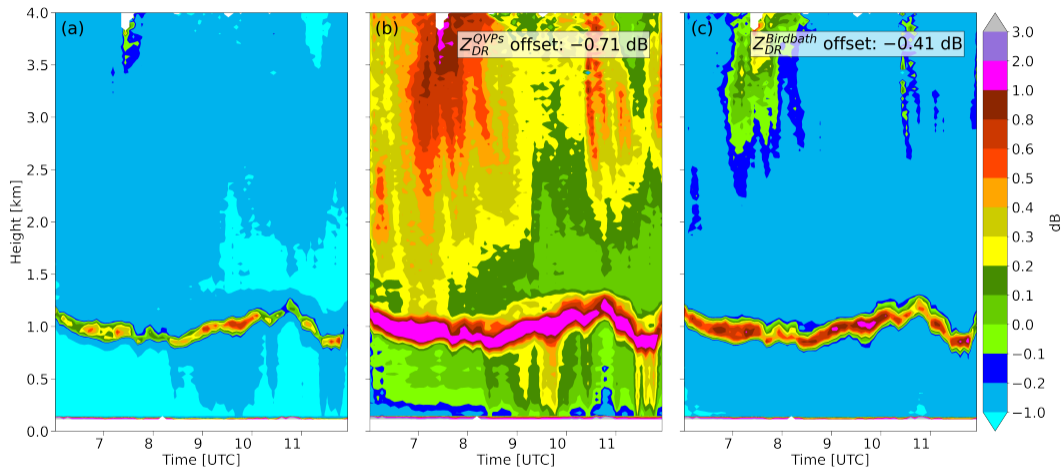 (a)
(b)
(c)
Z_DR^QVPs offset: −0.71 dB
Z_DR^Birdbath offset: −0.41 dB
4.0
3.5
3.0
2.5
2.0
1.5
1.0
0.5
0.0
Height [km]
7 8 9 10 11
Time [UTC]
7 8 9 10 11
Time [UTC]
7 8 9 10 11
Time [UTC]
3.0
2.0
1.0
0.8
0.6
0.5
0.4
0.3
0.2
0.1
0.0
−0.1
−0.2
−1.0
dB